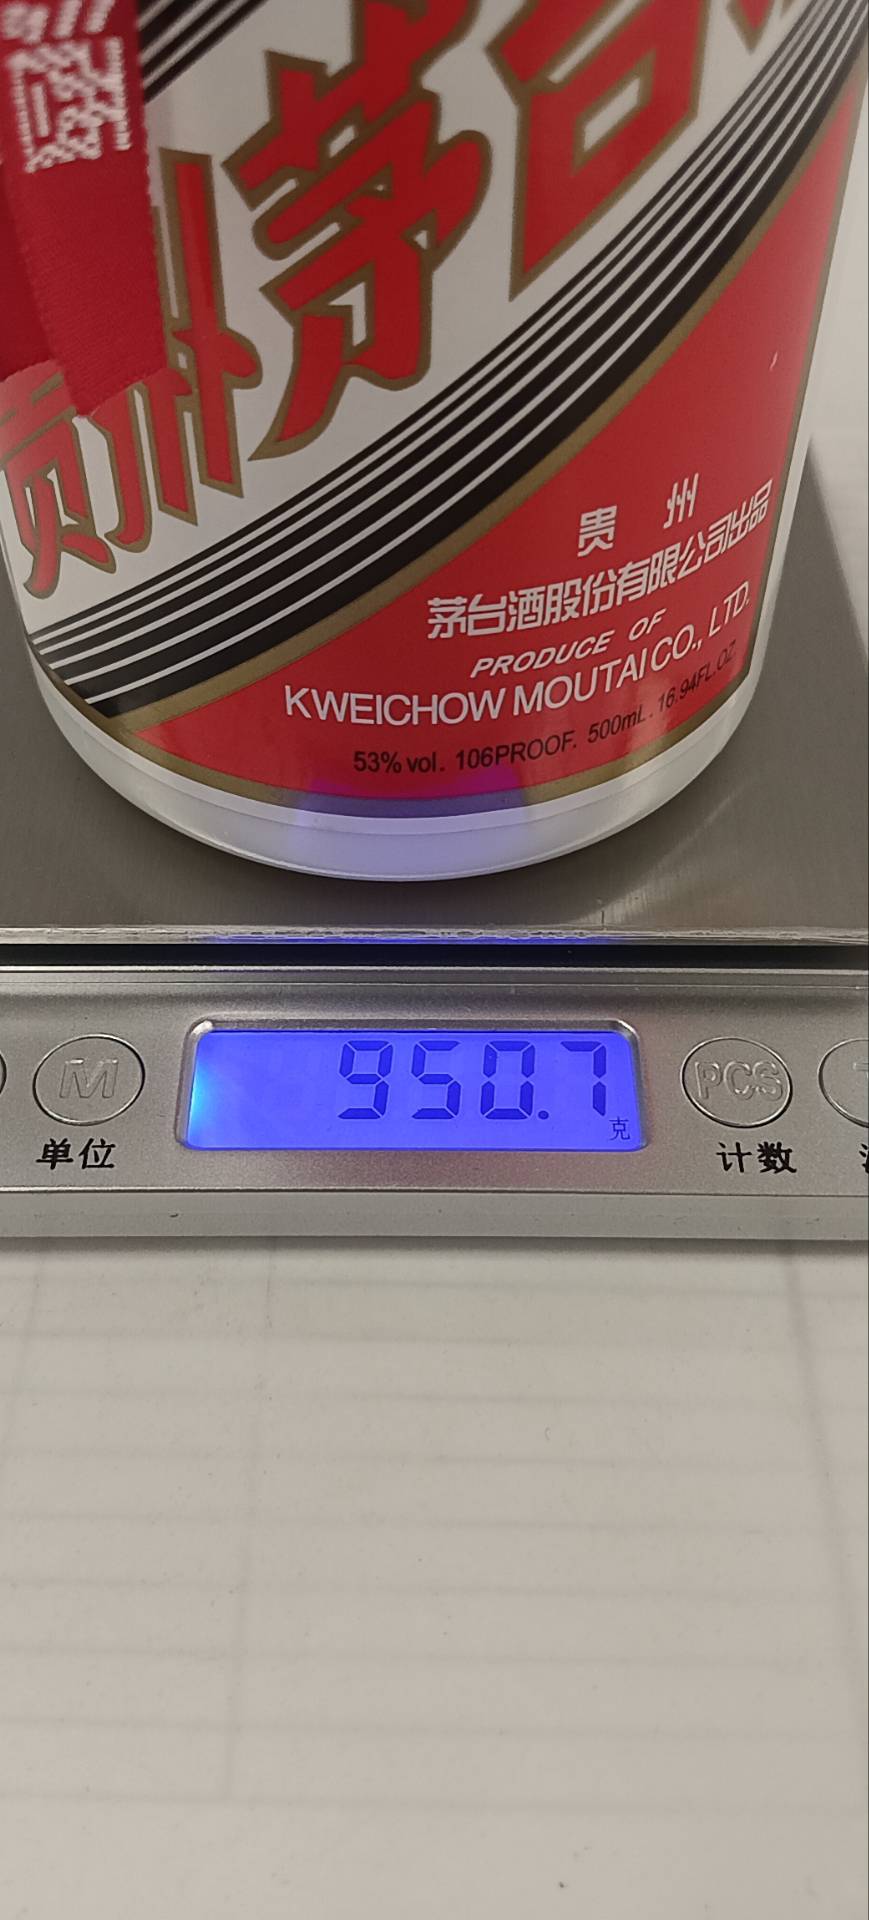 贵州茅台
贵 州
茅台酒股份有限公司出品
PRODUCE OF
KWEICHOW MOUTAI CO., LTD.
53% vol. 106PROOF. 500mL. 16.94FL.OZ.
950.7
克
M
PCS
单位
计数